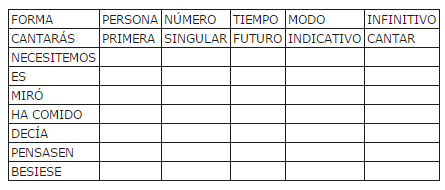 FORMA PERSONA NÚMERO TIEMPO MODO INFINITIVO
CANTARÁS PRIMERA SINGULAR FUTURO INDICATIVO CANTAR
NECESITEMOS
ES
MIRÓ
HA COMIDO
DECÍA
PENSASEN
BESIESE